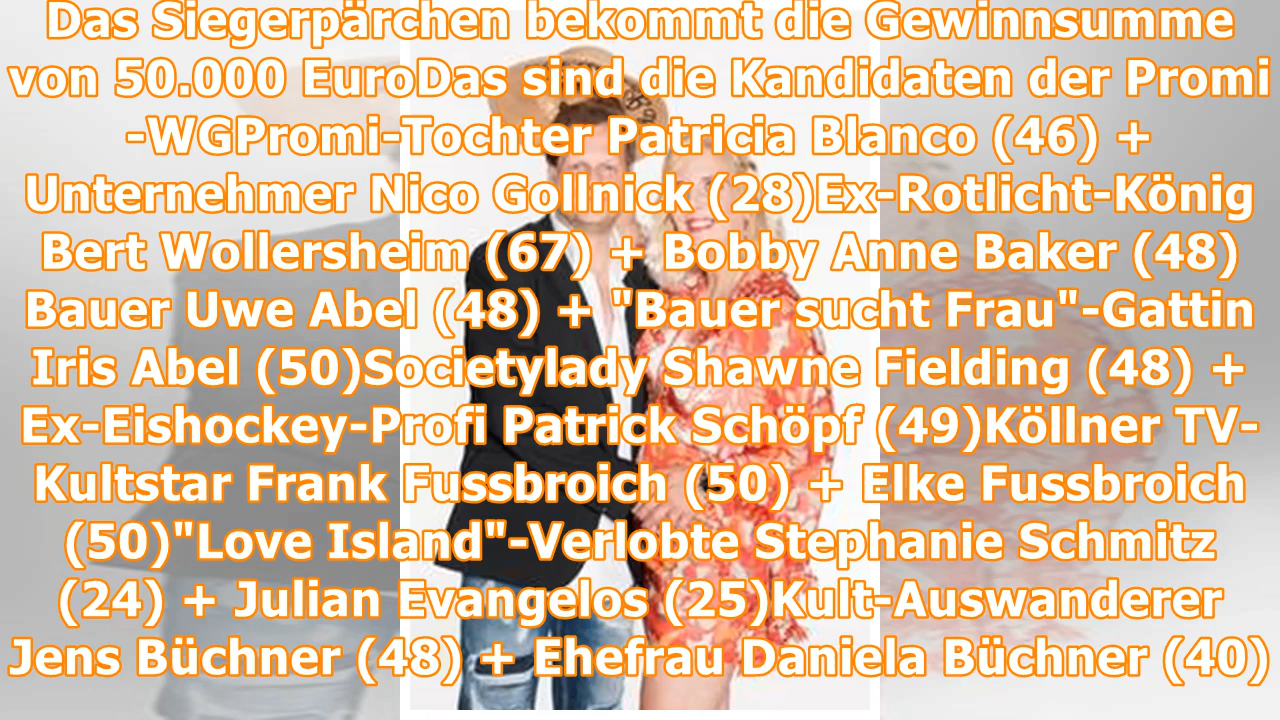 Das Siegerpärchen bekommt die Gewinnsumme
von 50.000 EuroDas sind die Kandidaten der Promi
-WGPromi-Tochter Patricia Blanco (46) +
Unternehmer Nico Gollnick (28)Ex-Rotlicht-König
Bert Wollersheim (67) + Bobby Anne Baker (48)
Bauer Uwe Abel (48) + "Bauer sucht Frau"-Gattin
Iris Abel (50)Societylady Shawne Fielding (48) +
Ex-Eishockey-Profi Patrick Schöpf (49)Köllner TV-
Kultstar Frank Fussbroich (50) + Elke Fussbroich
(50)"Love Island"-Verlobte Stephanie Schmitz
(24) + Julian Evangelos (25)Kult-Auswanderer
Jens Büchner (48) + Ehefrau Daniela Büchner (40)